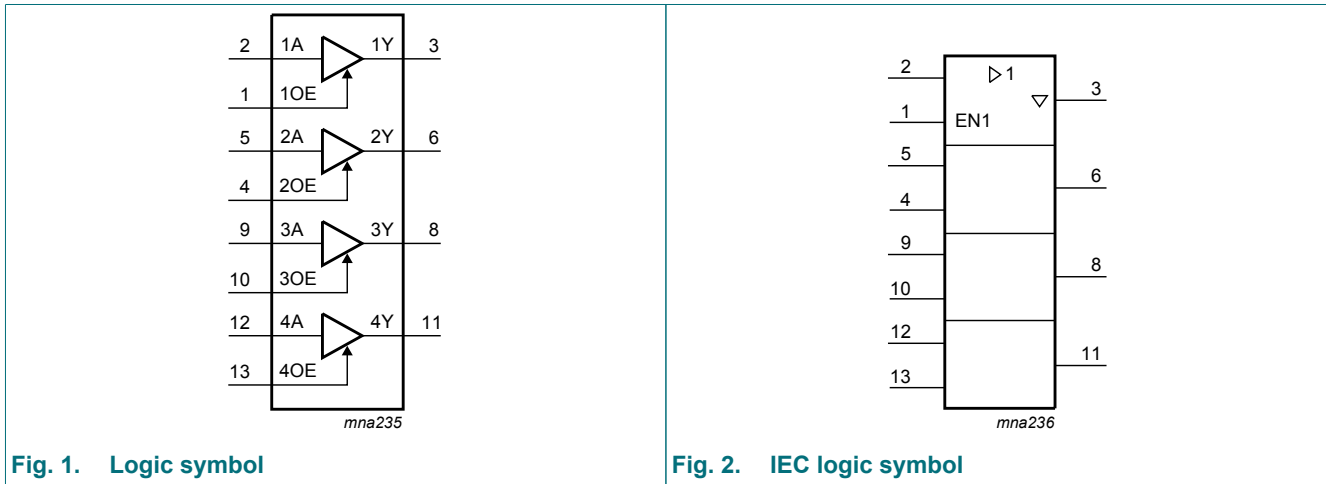 2 1A 1Y 3
1 1OE
5 2A 2Y 6
4 2OE
9 3A 3Y 8
10 3OE
12 4A 4Y 11
13 4OE
mna235
Fig. 1. Logic symbol
2 1
3
1 EN1
5
6
4
9
8
10
12
11
13
mna236
Fig. 2. IEC logic symbol